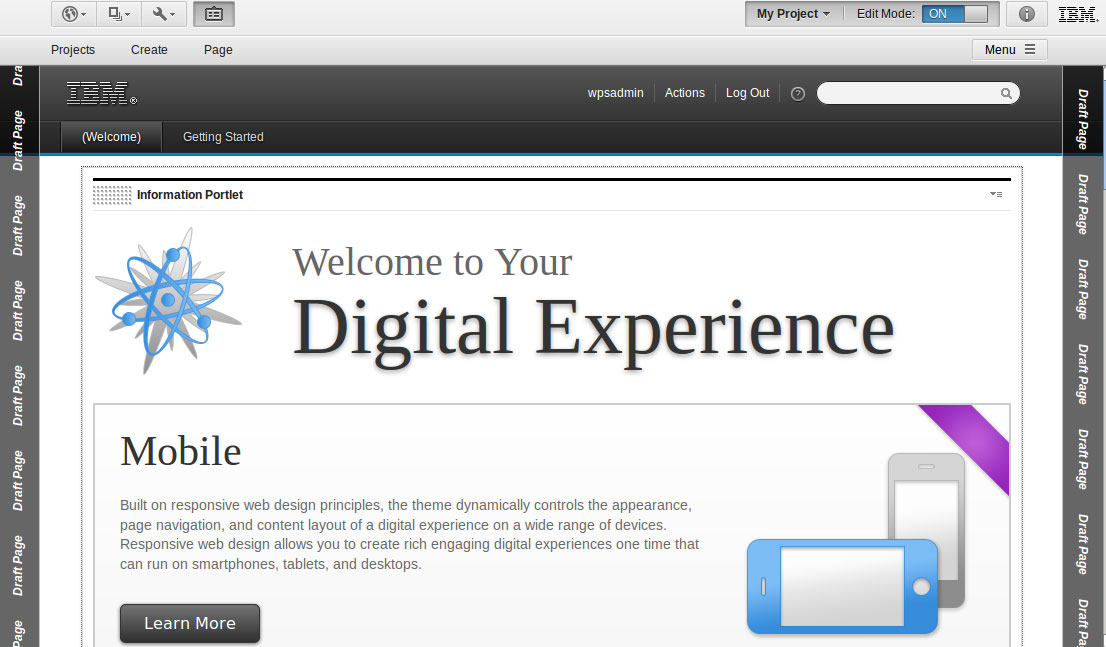 My Project
Edit Mode:
ON
IBM.
Projects
Create
Page
Menu
IBM®
wpsadmin
Actions
Log Out
?
(Welcome)
Getting Started
Information Portlet
Welcome to Your
Digital Experience
Mobile
Built on responsive web design principles, the theme dynamically controls the appearance,
page navigation, and content layout of a digital experience on a wide range of devices.
Responsive web design allows you to create rich engaging digital experiences one time that
can run on smartphones, tablets, and desktops.
Learn More
Dra
Draft Page
Draft Page
Draft Page
Draft Page
Draft Page
Draft Page
Page
Draft Page
Draft Page
Draft Page
Draft Page
Draft Page
Draft Page
Draft Pa